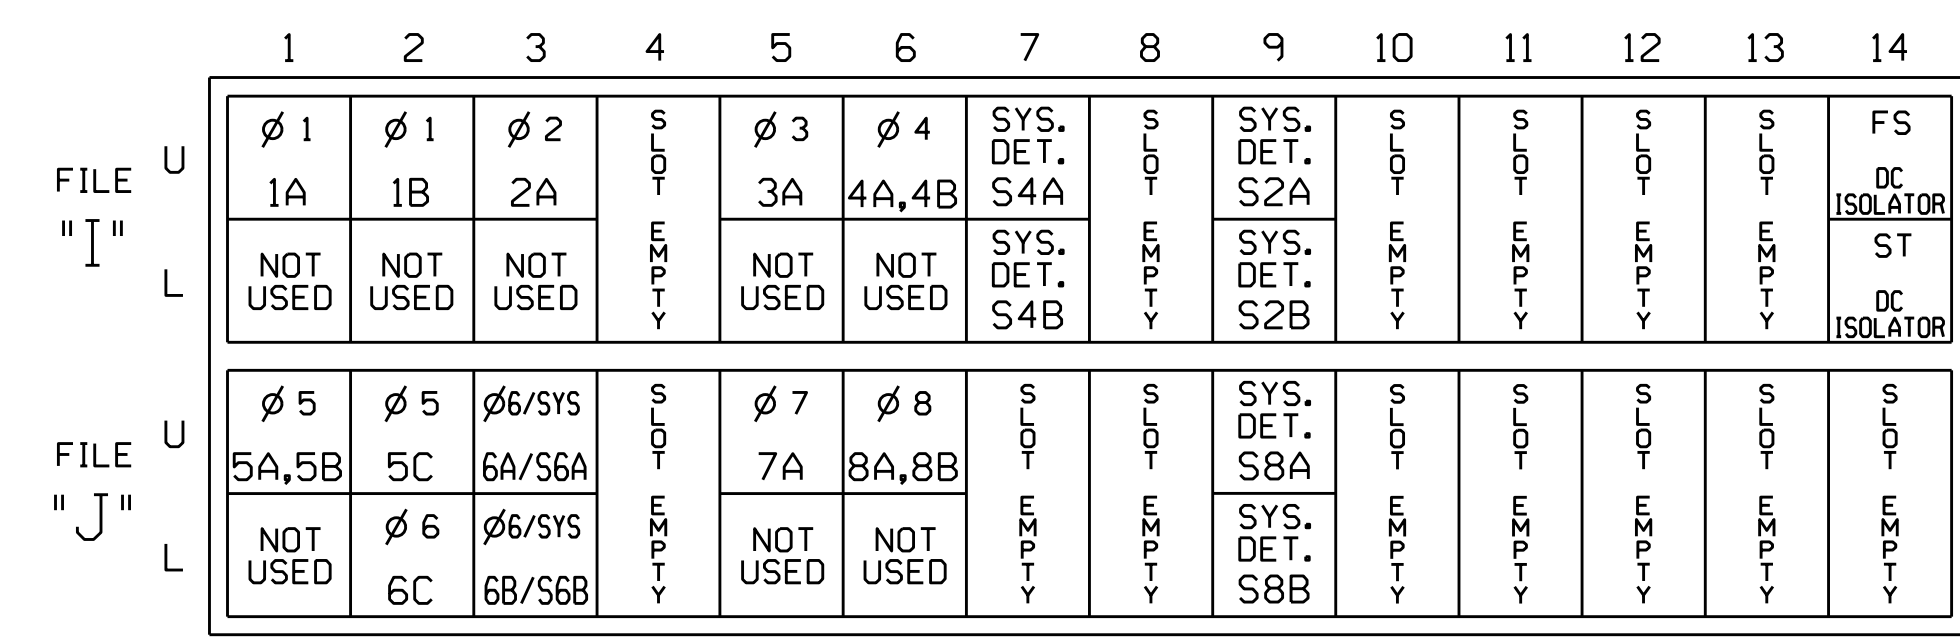 1 2 3 4 5 6 7 8 9 10 11 12 13 14
FILE "I"
U
Ø 1 1A
Ø 1 1B
Ø 2 2A
SLOT EMPTY
Ø 3 3A
Ø 4 4A,4B
SYS. DET. S4A
SLOT EMPTY
SYS. DET. S2A
SLOT EMPTY
SLOT EMPTY
SLOT EMPTY
SLOT EMPTY
FS DC ISOLATOR
L
NOT USED
NOT USED
NOT USED
NOT USED
NOT USED
SYS. DET. S4B
SYS. DET. S2B
ST DC ISOLATOR
FILE "J"
U
Ø 5 5A,5B
Ø 5 5C
Ø6/SYS 6A/S6A
SLOT EMPTY
Ø 7 7A
Ø 8 8A,8B
SLOT EMPTY
SLOT EMPTY
SYS. DET. S8A
SLOT EMPTY
SLOT EMPTY
SLOT EMPTY
SLOT EMPTY
SLOT EMPTY
L
NOT USED
Ø 6 6C
Ø6/SYS 6B/S6B
NOT USED
NOT USED
SYS. DET. S8B